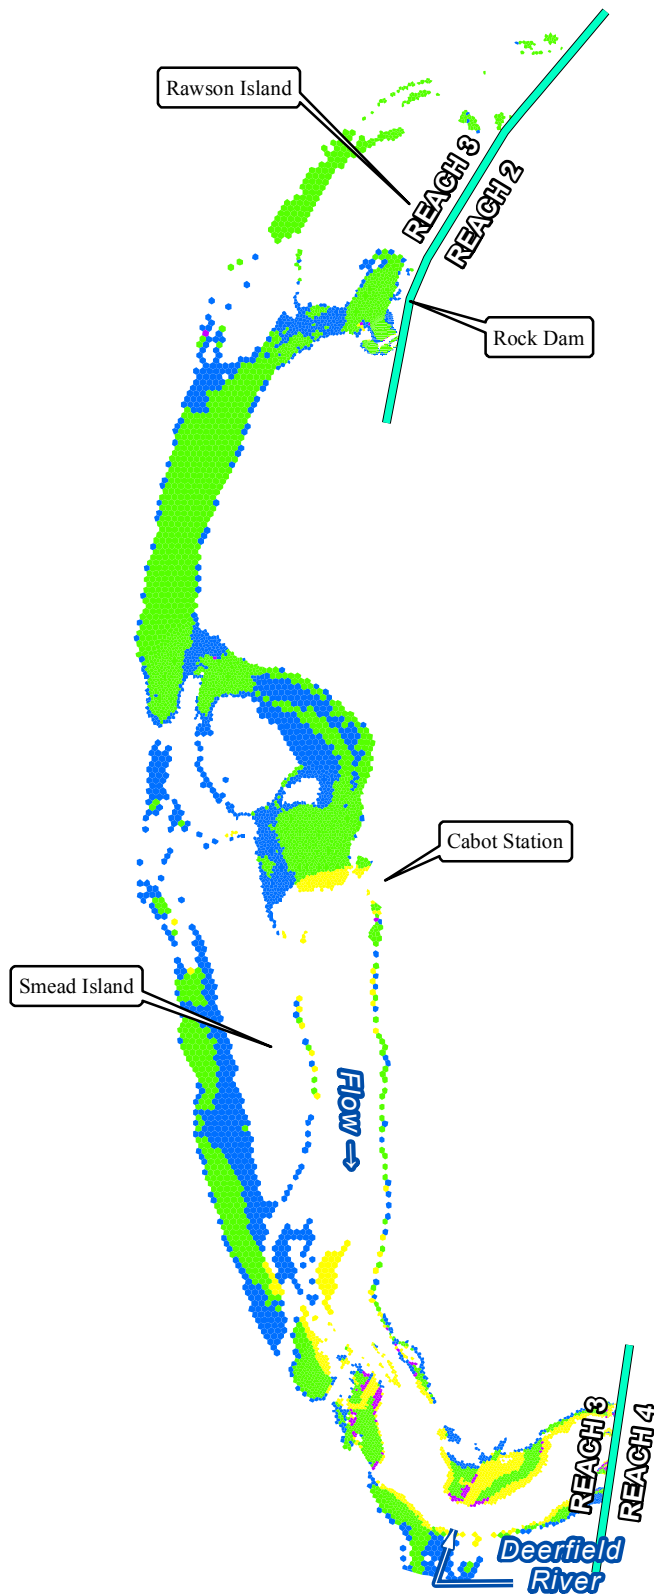 Rawson Island
REACH 3
REACH 2
Rock Dam
Cabot Station
Smead Island
Flow →
REACH 3
REACH 4
Deerfield
River